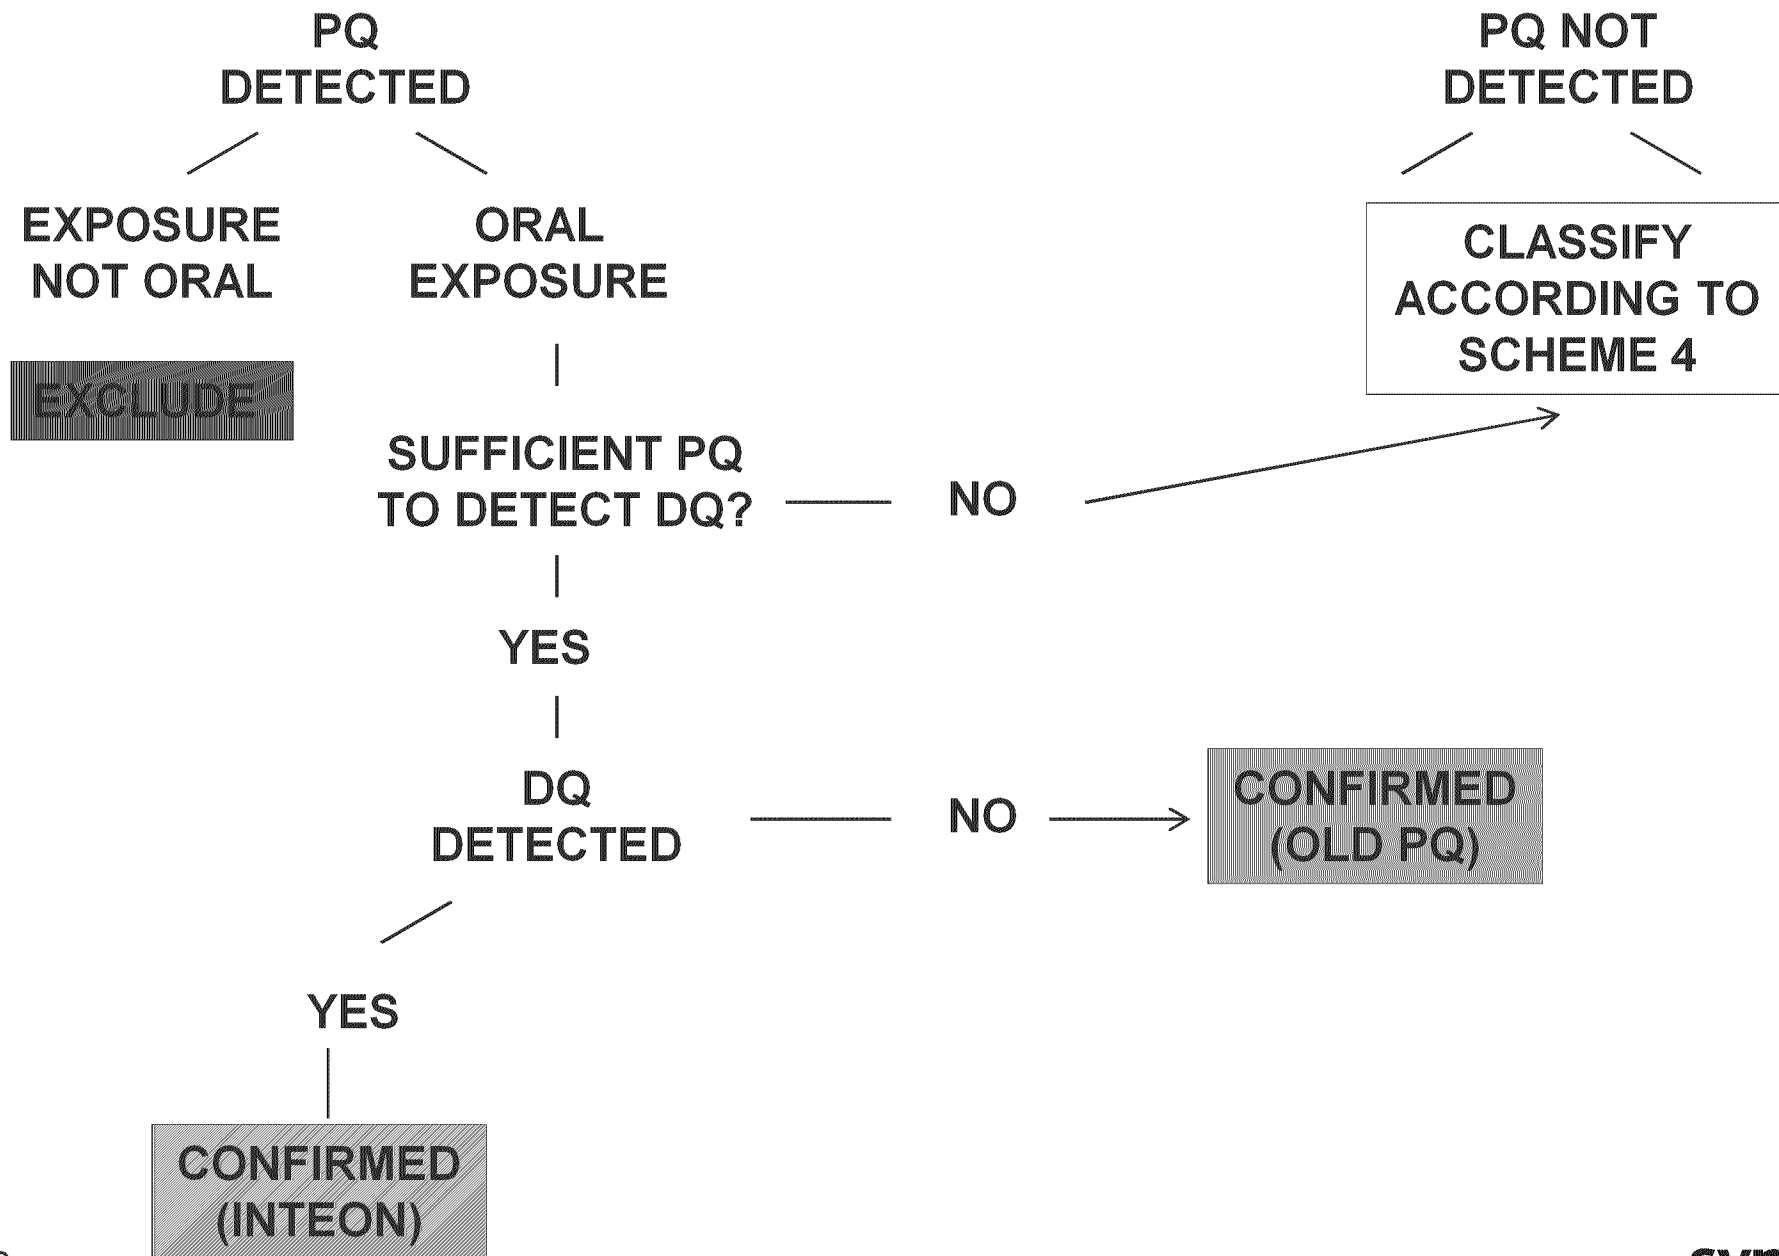 PQ
DETECTED
PQ NOT
DETECTED
EXPOSURE
NOT ORAL
ORAL
EXPOSURE
CLASSIFY
ACCORDING TO
SCHEME 4
EXCLUDE
SUFFICIENT PQ
TO DETECT DQ?
NO
YES
DQ
DETECTED
NO
CONFIRMED
(OLD PQ)
YES
CONFIRMED
(INTEON)